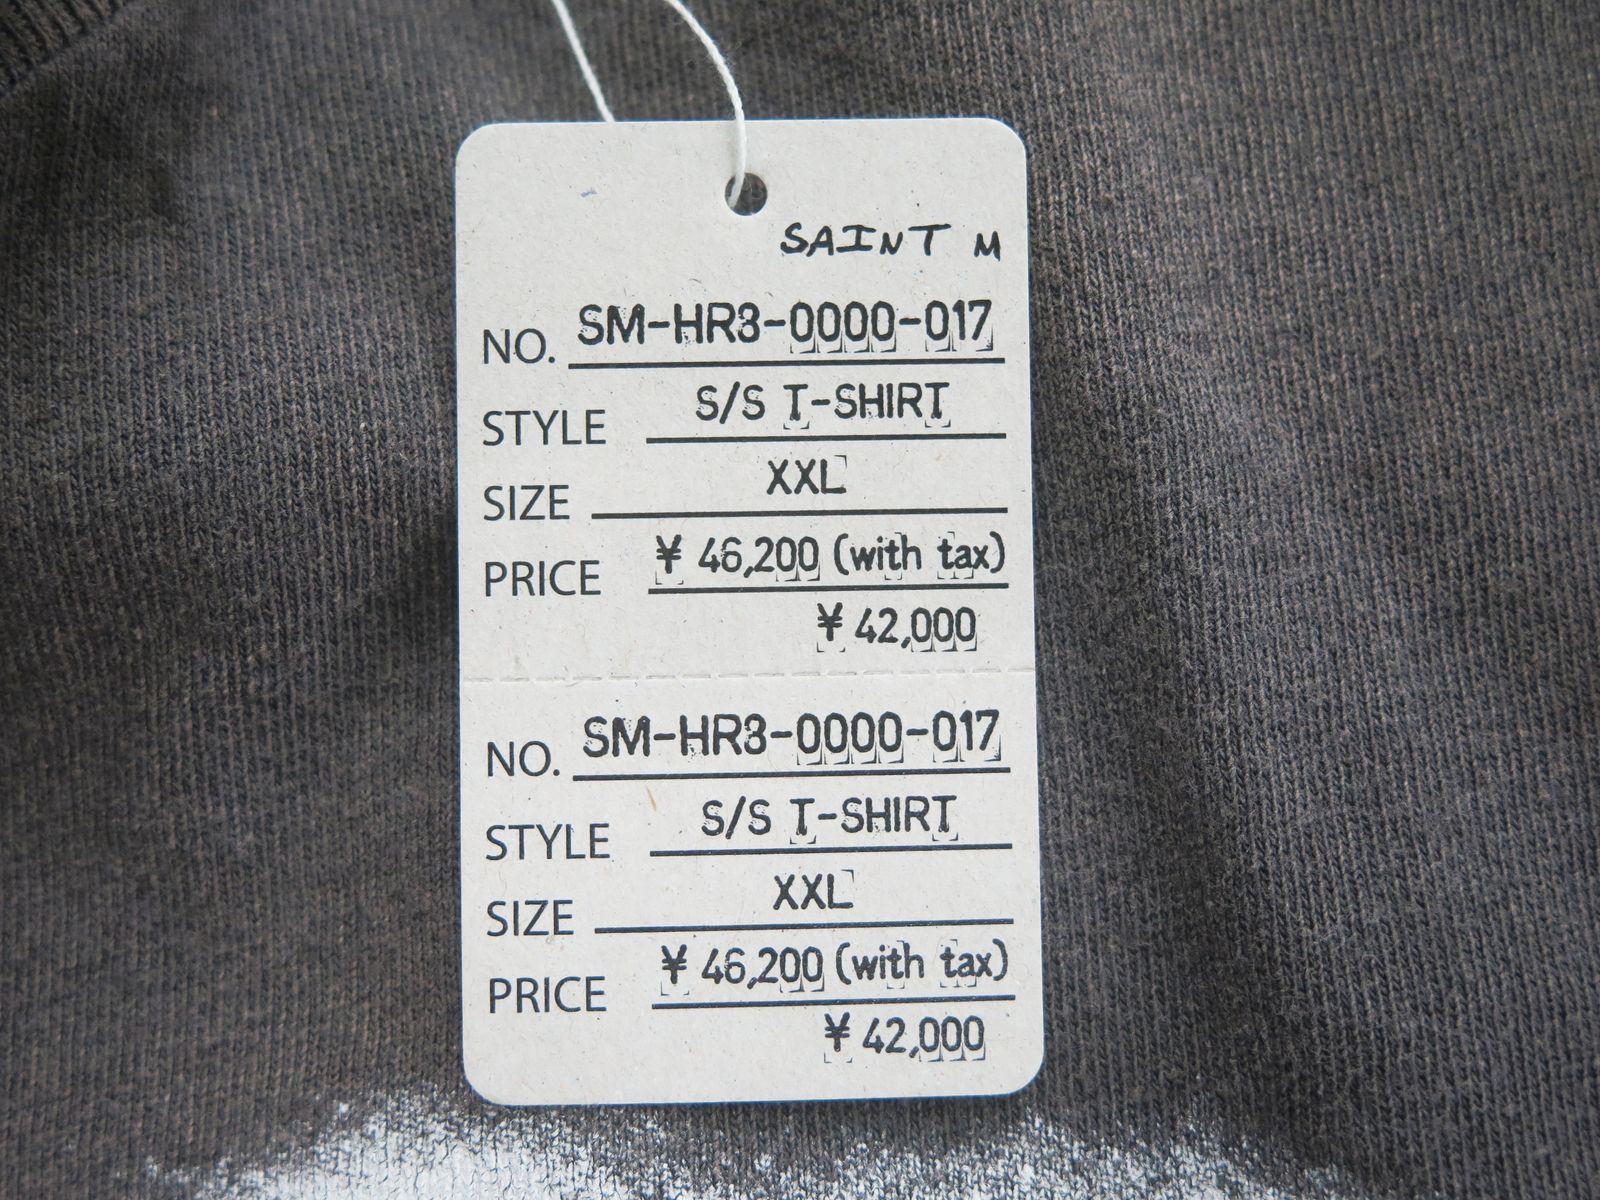 SAINT M
NO. SM-HR3-0000-017
STYLE S/S T-SHIRT
SIZE XXL
PRICE ¥ 46,200 (with tax)
¥ 42,000
NO. SM-HR3-0000-017
STYLE S/S T-SHIRT
SIZE XXL
PRICE ¥ 46,200 (with tax)
¥ 42,000